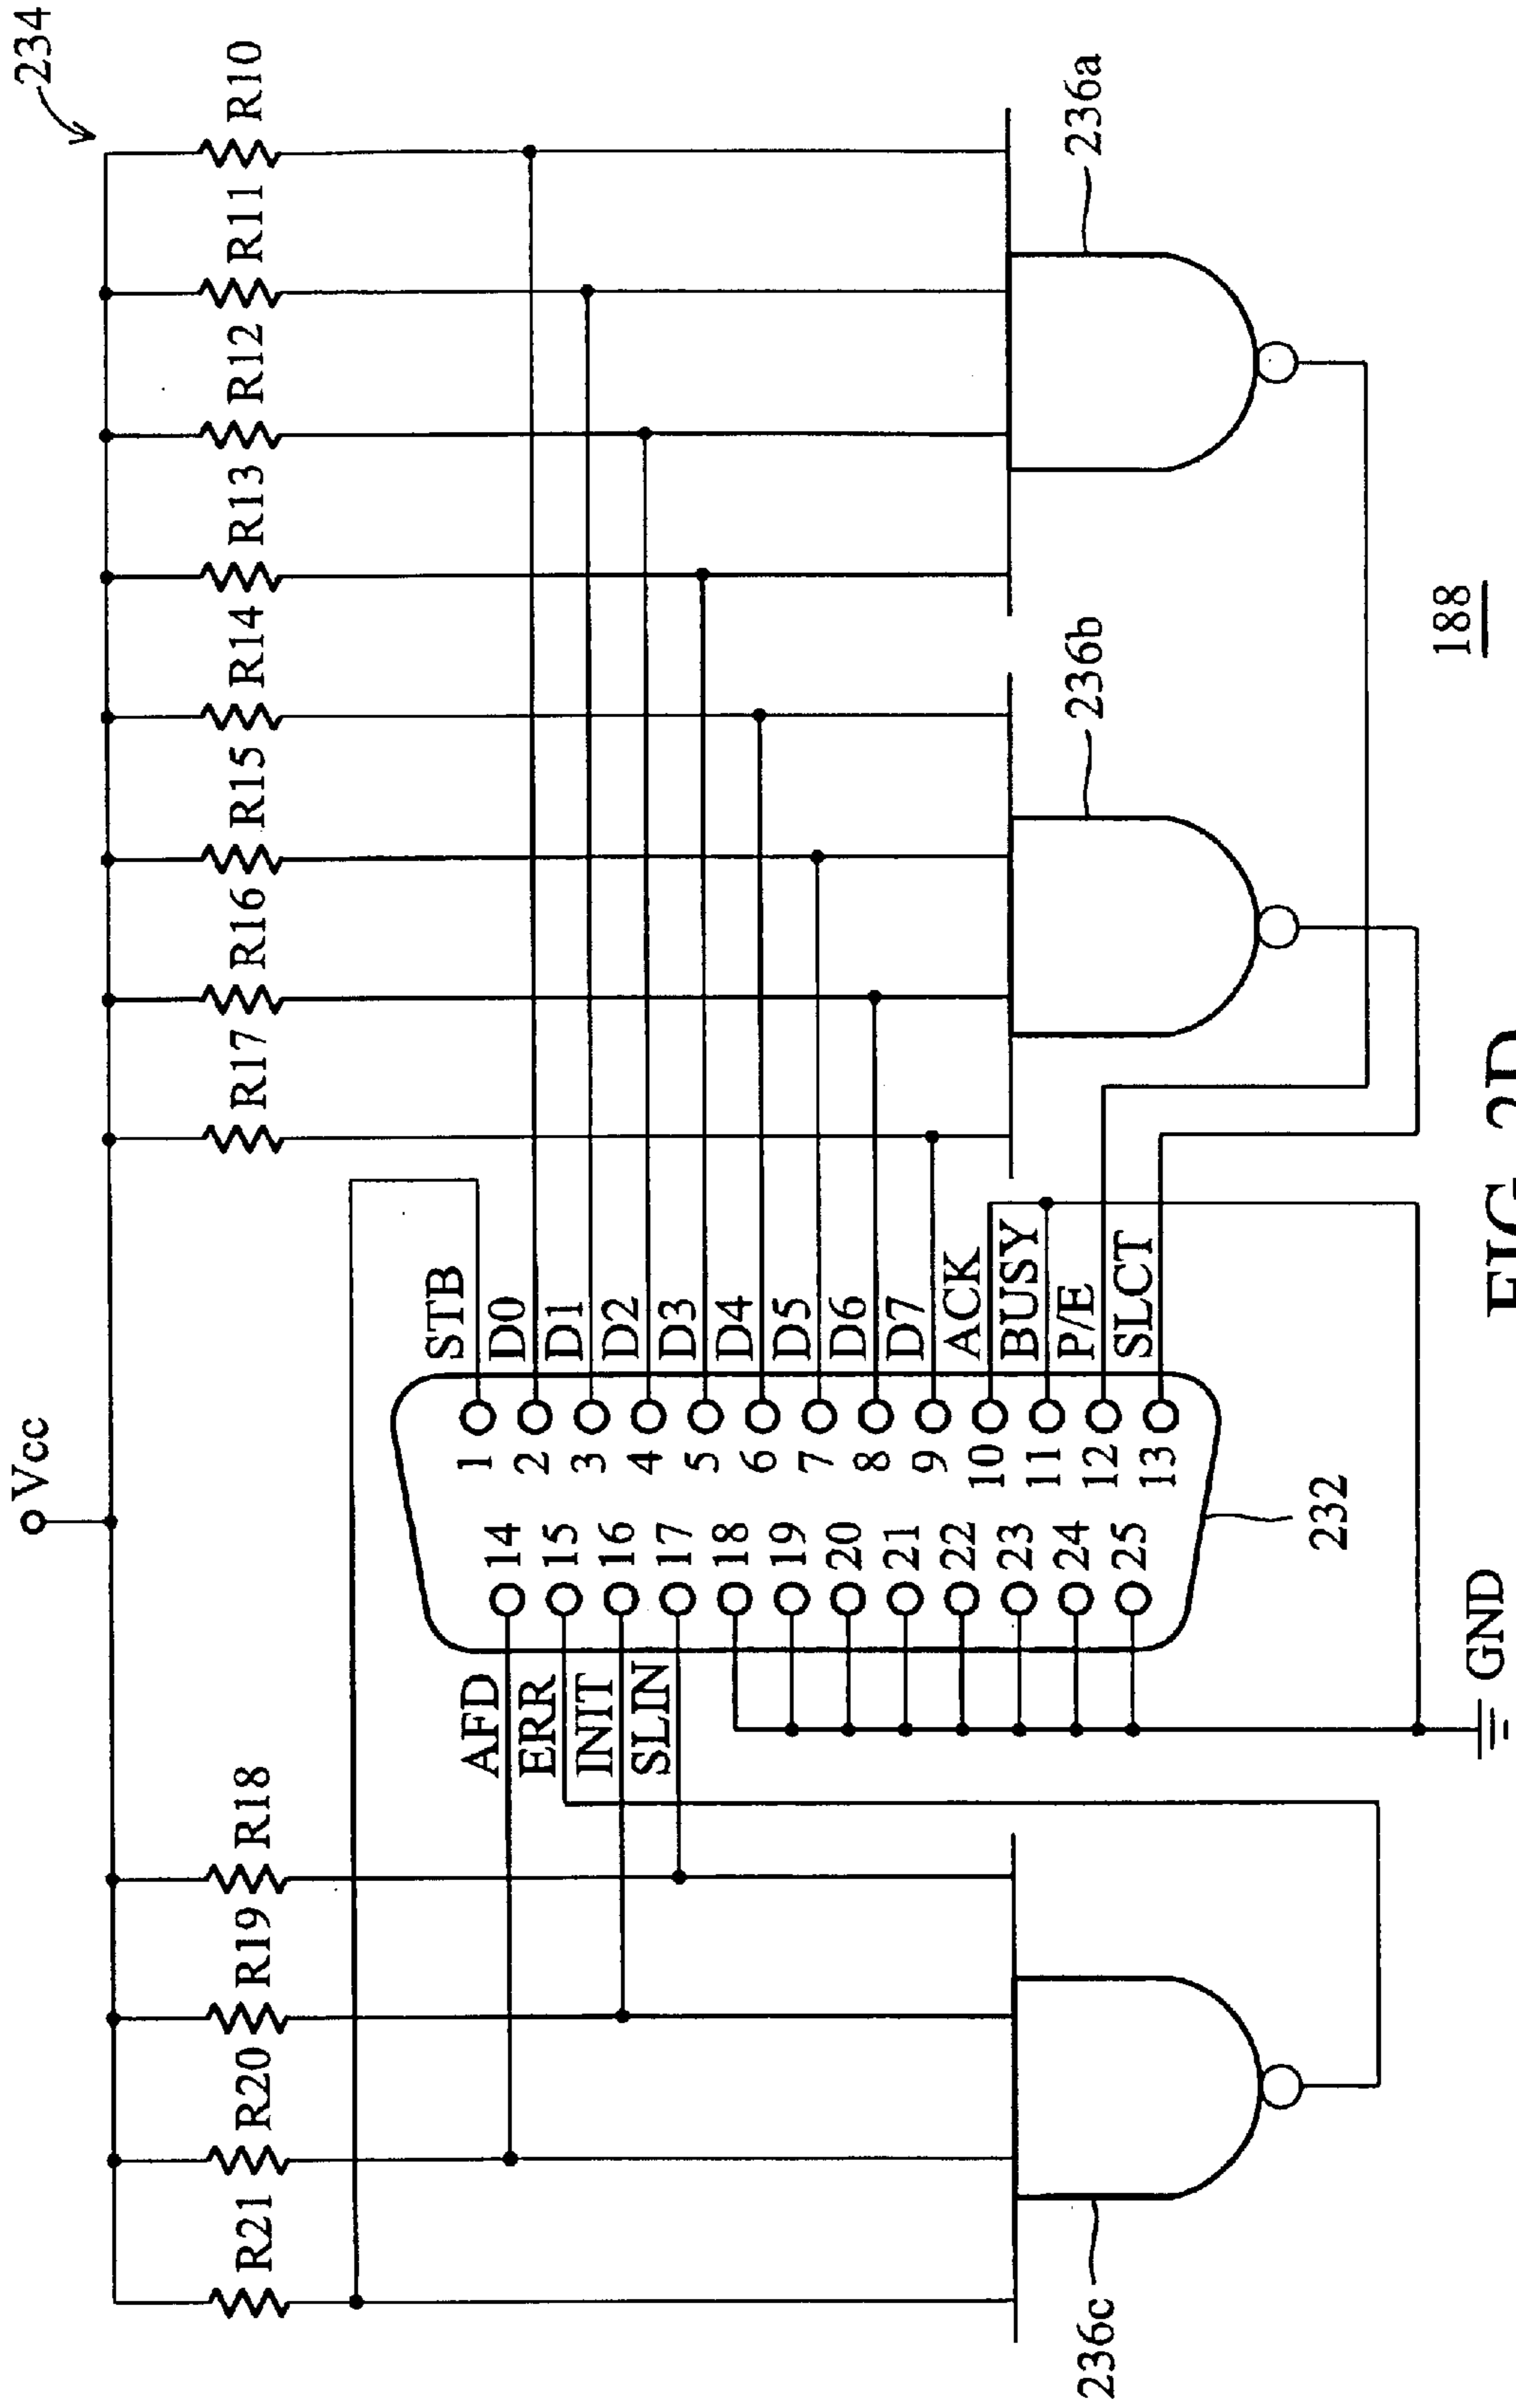 234
Vcc
R21
R20
R19
R18
R17
R16
R15
R14
R13
R12
R11
R10
AFD
ERR
INIT
SLIN
14
15
16
17
18
19
20
21
22
23
24
25
1
2
3
4
5
6
7
8
9
10
11
12
13
STB
D0
D1
D2
D3
D4
D5
D6
D7
ACK
BUSY
P/E
SLCT
236c
232
236b
236a
GND
188